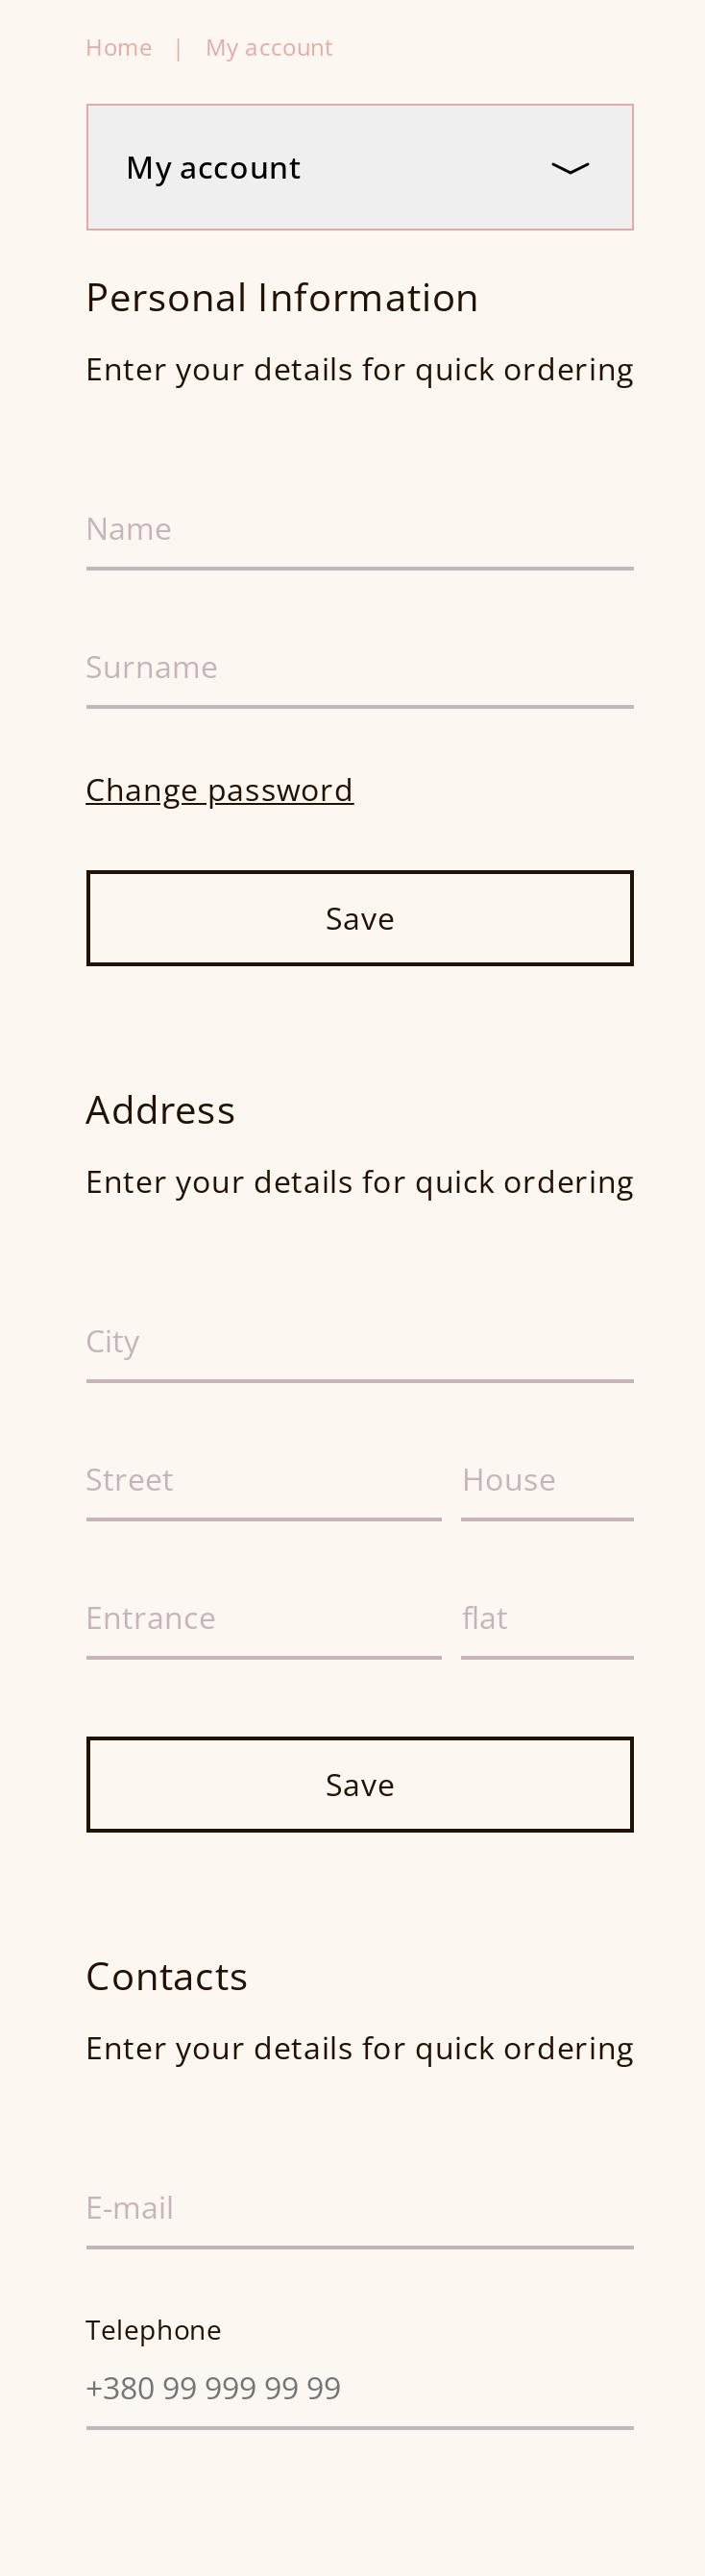 Home | My account
My account
Personal Information
Enter your details for quick ordering
Name
Surname
Change password
Save
Address
Enter your details for quick ordering
City
Street House
Entrance flat
Save
Contacts
Enter your details for quick ordering
E-mail
Telephone
+380 99 999 99 99